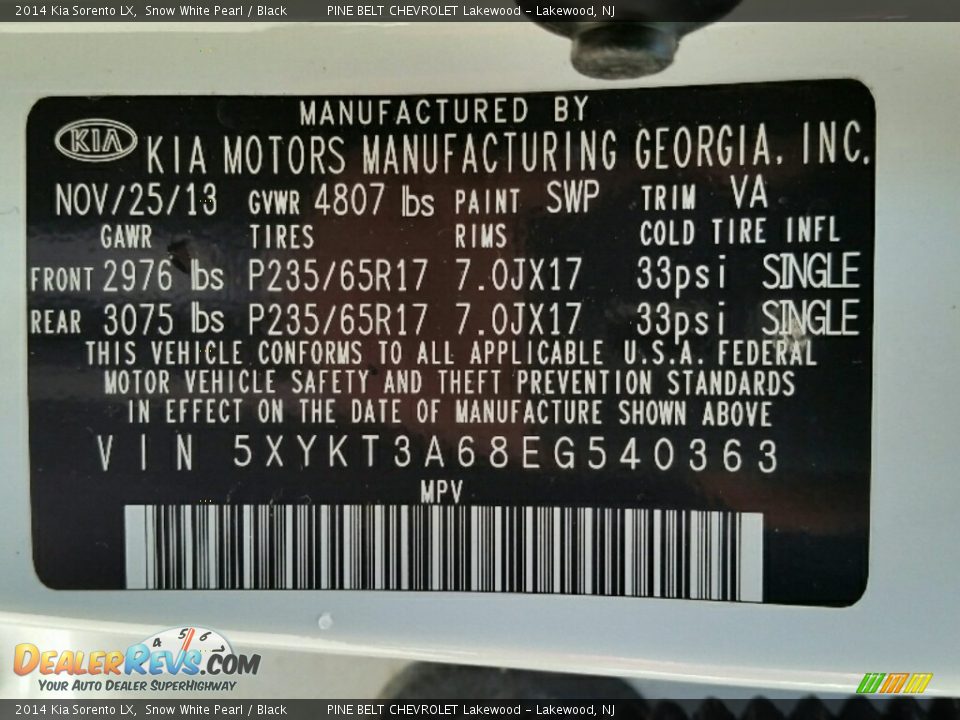 2014 Kia Sorento LX, Snow White Pearl / Black PINE BELT CHEVROLET Lakewood - Lakewood, NJ
MANUFACTURED BY
KIA KIA MOTORS MANUFACTURING GEORGIA, INC.
NOV/25/13 GVWR 4807 lbs PAINT SWP TRIM VA
GAWR TIRES RIMS COLD TIRE INFL
FRONT 2976 lbs P235/65R17 7.0JX17 33psi SINGLE
REAR 3075 lbs P235/65R17 7.0JX17 33psi SINGLE
THIS VEHICLE CONFORMS TO ALL APPLICABLE U.S.A. FEDERAL
MOTOR VEHICLE SAFETY AND THEFT PREVENTION STANDARDS
IN EFFECT ON THE DATE OF MANUFACTURE SHOWN ABOVE
VIN 5XYKT3A68EG540363
MPV
4 5 6 7
DEALERREVS.COM
YOUR AUTO DEALER SUPERHIGHWAY
2014 Kia Sorento LX, Snow White Pearl / Black PINE BELT CHEVROLET Lakewood - Lakewood, NJ